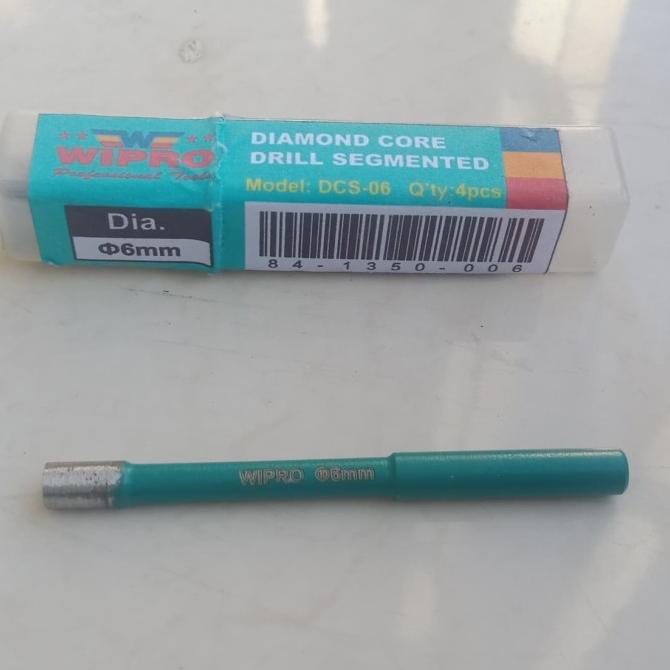 WIPRO
Professional Tools
Dia.
Φ6mm
DIAMOND CORE
DRILL SEGMENTED
Model: DCS-06 Q'ty:4pcs
84-1350-006
WIPRO Φ6mm